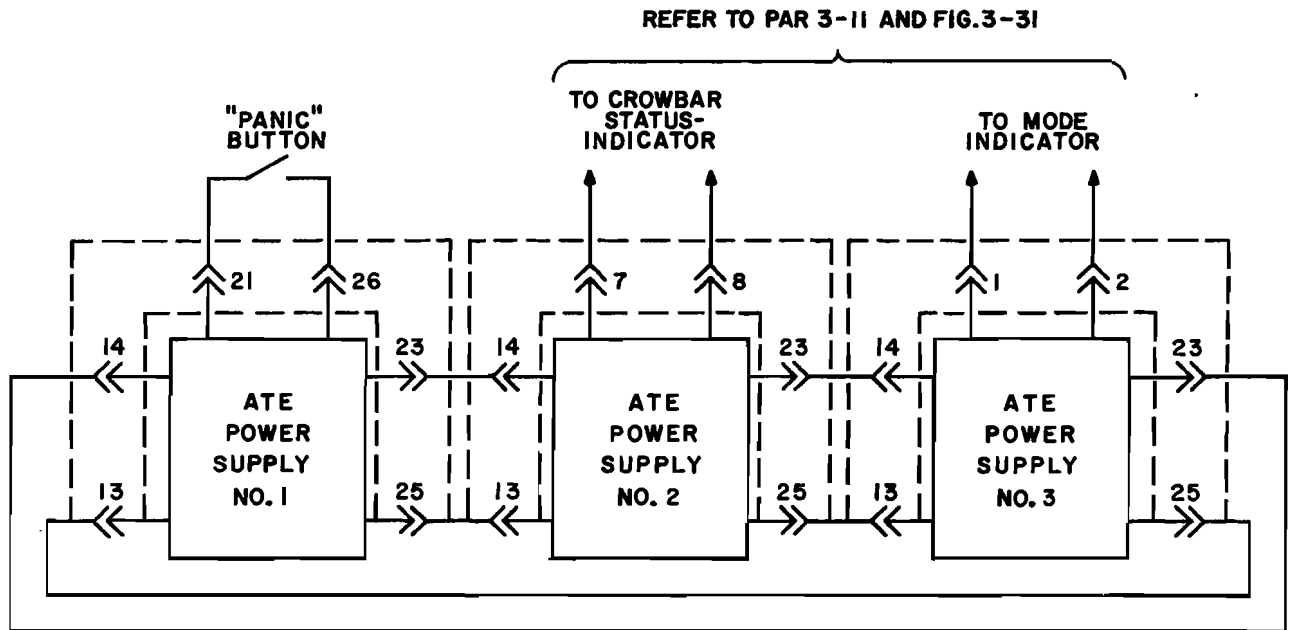 REFER TO PAR 3-11 AND FIG.3-31
"PANIC"
BUTTON
TO CROWBAR
STATUS-
INDICATOR
TO MODE
INDICATOR
21
26
7
8
1
2
14
23
14
23
14
23
ATE
POWER
SUPPLY
NO. 1
ATE
POWER
SUPPLY
NO. 2
ATE
POWER
SUPPLY
NO. 3
13
25
13
25
13
25